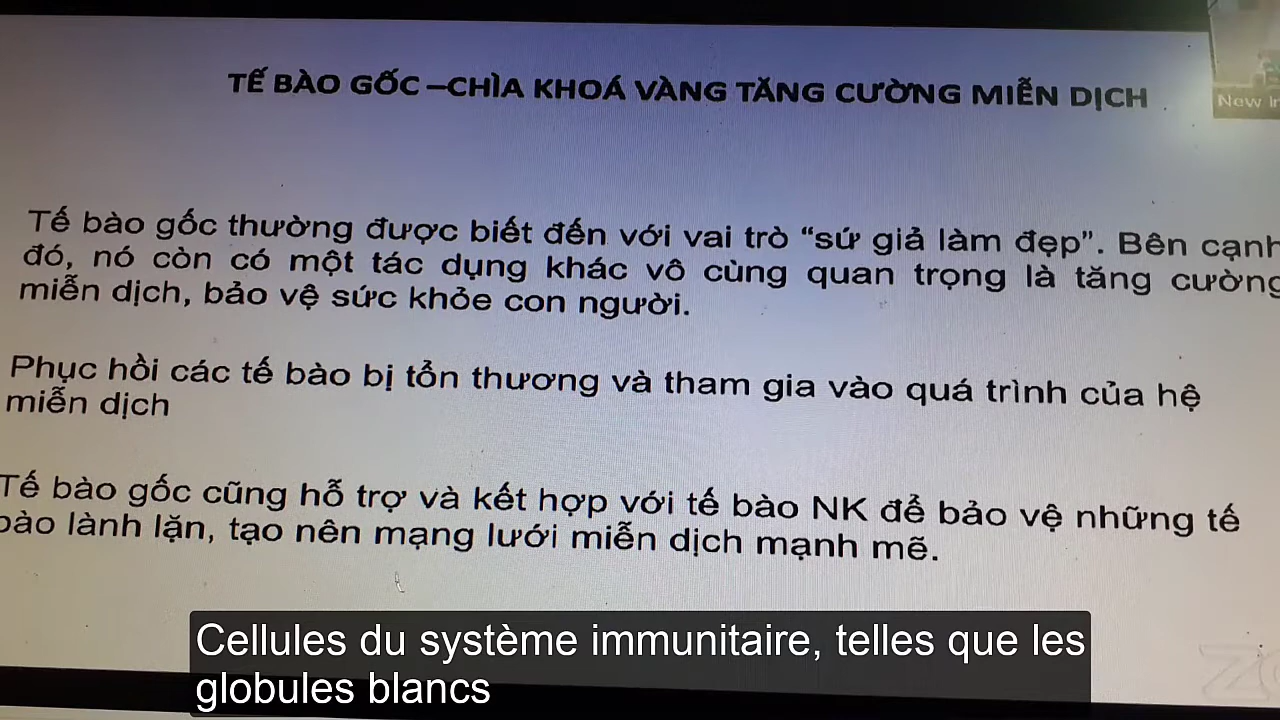 TẾ BÀO GỐC –CHÌA KHOÁ VÀNG TĂNG CƯỜNG MIỄN DỊCH
New
Tế bào gốc thường được biết đến với vai trò “sứ giả làm đẹp”. Bên cạnh
đó, nó còn có một tác dụng khác vô cùng quan trọng là tăng cường
miễn dịch, bảo vệ sức khỏe con người.
Phục hồi các tế bào bị tổn thương và tham gia vào quá trình của hệ
miễn dịch
Tế bào gốc cũng hỗ trợ và kết hợp với tế bào NK để bảo vệ những tế
bào lành lặn, tạo nên mạng lưới miễn dịch mạnh mẽ.
Cellules du système immunitaire, telles que les
globules blancs